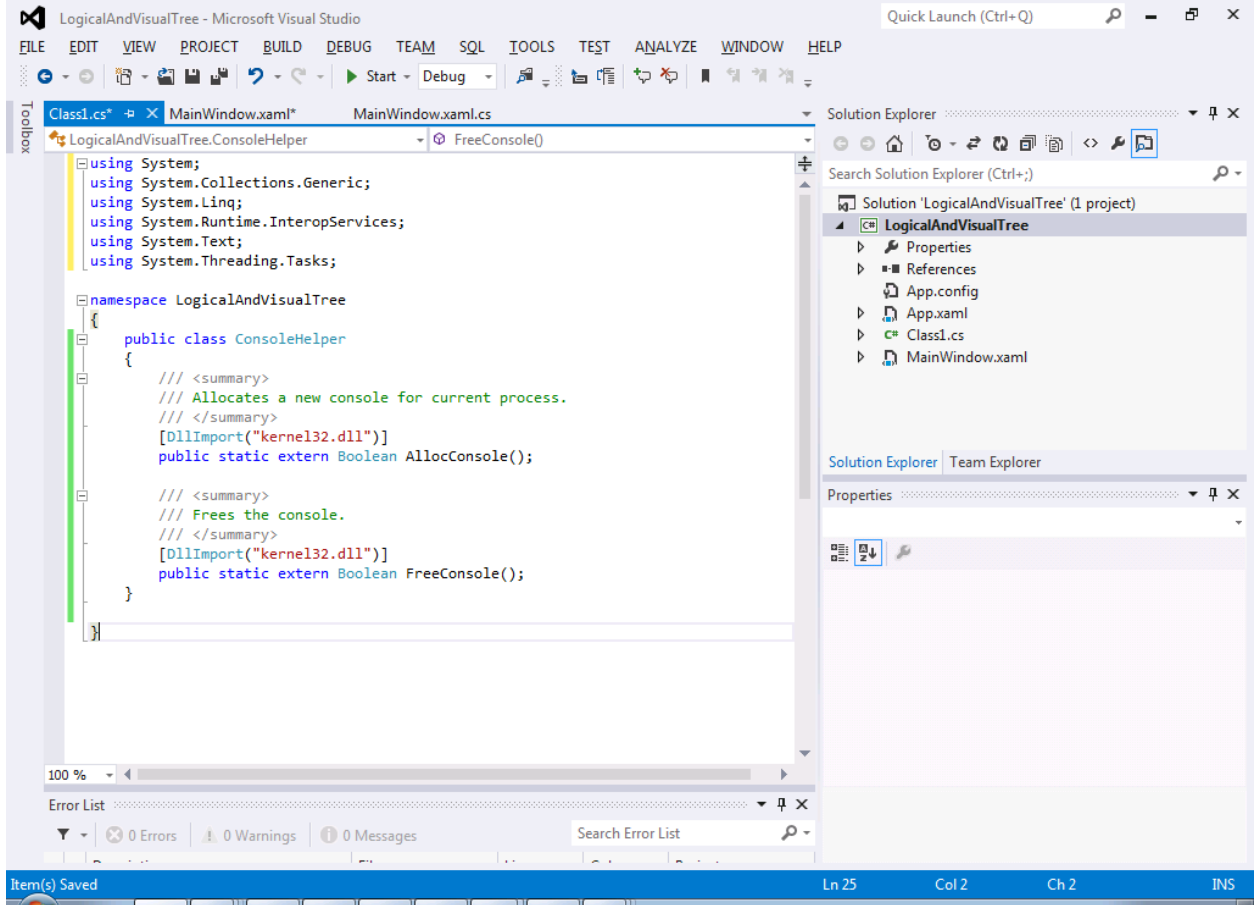 LogicalAndVisualTree - Microsoft Visual Studio
Quick Launch (Ctrl+Q)
FILE EDIT VIEW PROJECT BUILD DEBUG TEAM SQL TOOLS TEST ANALYZE WINDOW HELP
Start Debug
Toolbox
Class1.cs* MainWindow.xaml* MainWindow.xaml.cs
LogicalAndVisualTree.ConsoleHelper FreeConsole()
using System;
using System.Collections.Generic;
using System.Linq;
using System.Runtime.InteropServices;
using System.Text;
using System.Threading.Tasks;
namespace LogicalAndVisualTree
{
public class ConsoleHelper
{
/// <summary>
/// Allocates a new console for current process.
/// </summary>
[DllImport("kernel32.dll")]
public static extern Boolean AllocConsole();
/// <summary>
/// Frees the console.
/// </summary>
[DllImport("kernel32.dll")]
public static extern Boolean FreeConsole();
}
}
100 %
Error List
0 Errors 0 Warnings 0 Messages Search Error List
Solution Explorer
Search Solution Explorer (Ctrl+;)
Solution 'LogicalAndVisualTree' (1 project)
C# LogicalAndVisualTree
Properties
References
App.config
App.xaml
C# Class1.cs
MainWindow.xaml
Solution Explorer Team Explorer
Properties
Item(s) Saved Ln 25 Col 2 Ch 2 INS